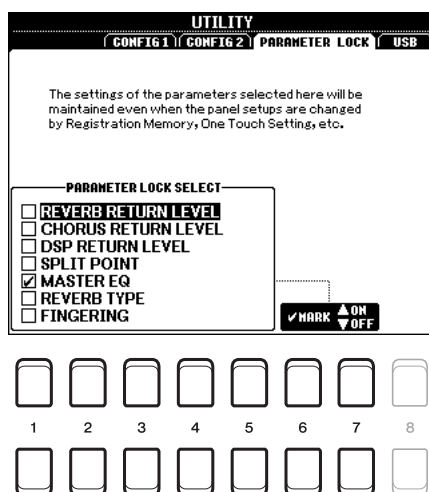 UTILITY
CONFIG 1 CONFIG 2 PARAMETER LOCK USB
The settings of the parameters selected here will be
maintained even when the panel setups are changed
by Registration Memory, One Touch Setting, etc.
PARAMETER LOCK SELECT
REVERB RETURN LEVEL
CHORUS RETURN LEVEL
DSP RETURN LEVEL
SPLIT POINT
MASTER EQ
REVERB TYPE
FINGERING
✔MARK ▲ON
▼OFF
1 2 3 4 5 6 7 8